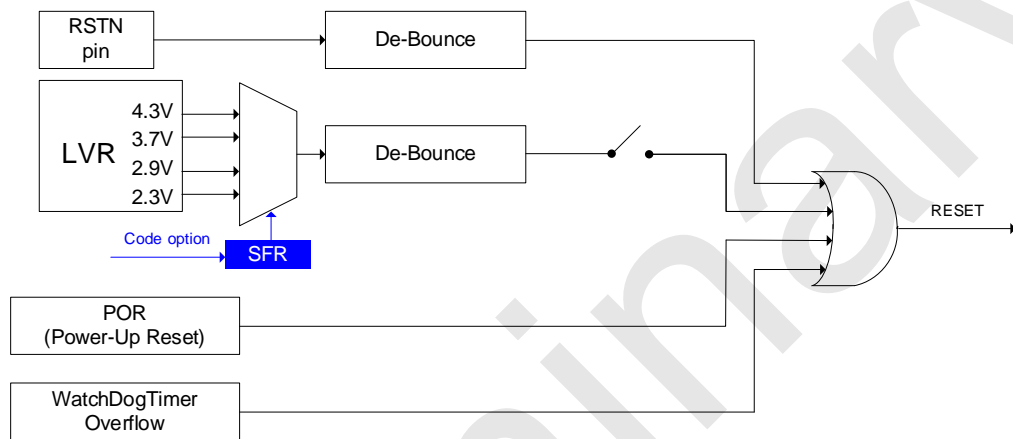 RSTN
pin
De-Bounce
LVR
4.3V
3.7V
2.9V
2.3V
De-Bounce
Code option
SFR
RESET
POR
(Power-Up Reset)
WatchDogTimer
Overflow